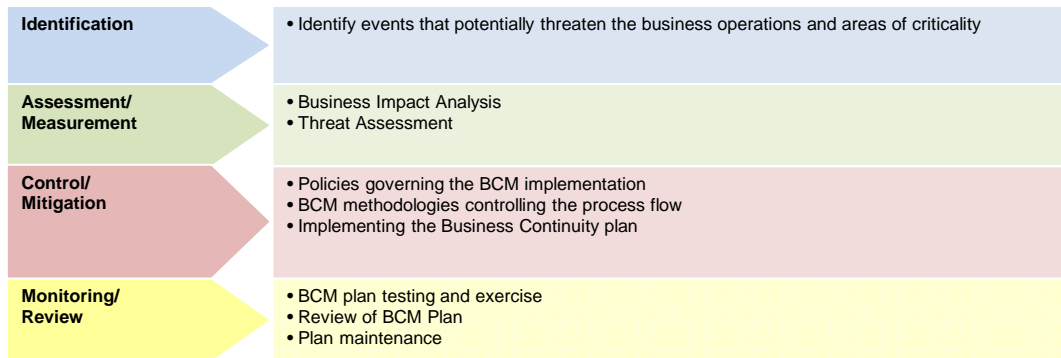 Identification
• Identify events that potentially threaten the business operations and areas of criticality
Assessment/
Measurement
• Business Impact Analysis
• Threat Assessment
Control/
Mitigation
• Policies governing the BCM implementation
• BCM methodologies controlling the process flow
• Implementing the Business Continuity plan
Monitoring/
Review
• BCM plan testing and exercise
• Review of BCM Plan
• Plan maintenance